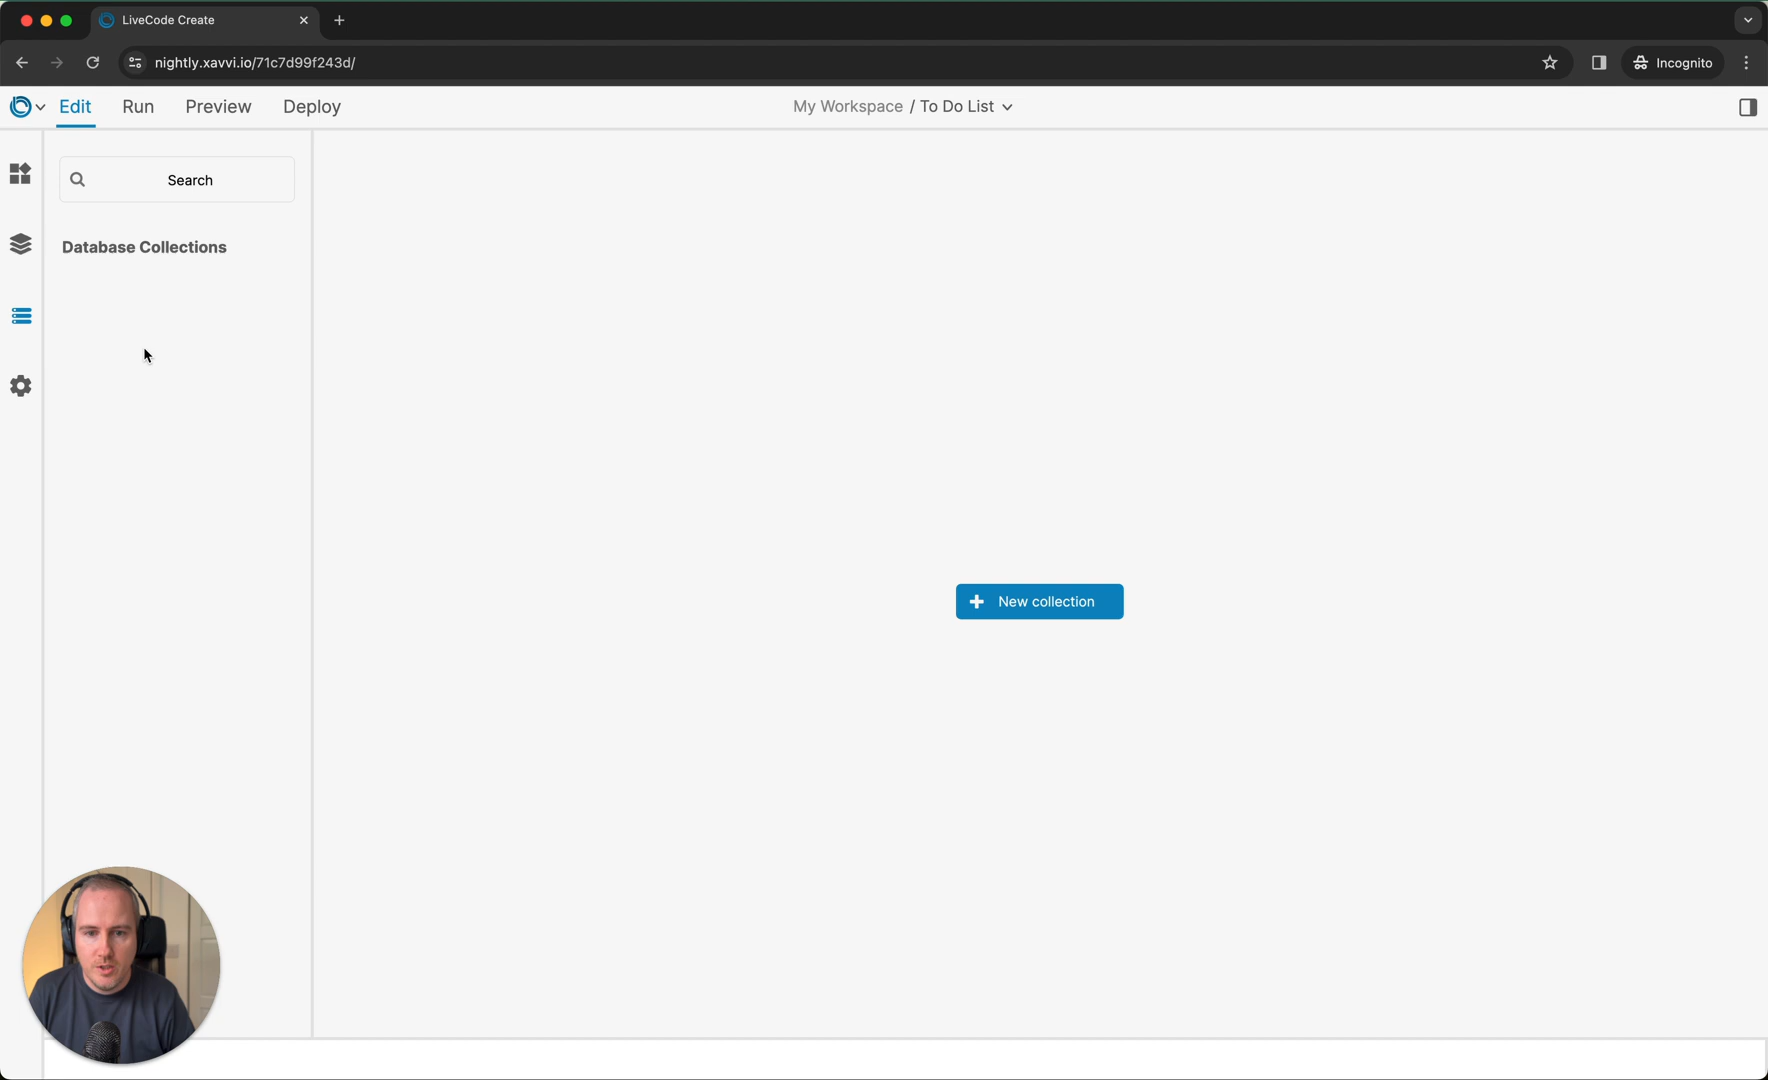 LiveCode Create
nightly.xavvi.io/71c7d99f243d/
Incognito
Edit Run Preview Deploy
My Workspace / To Do List
Search
Database Collections
New collection